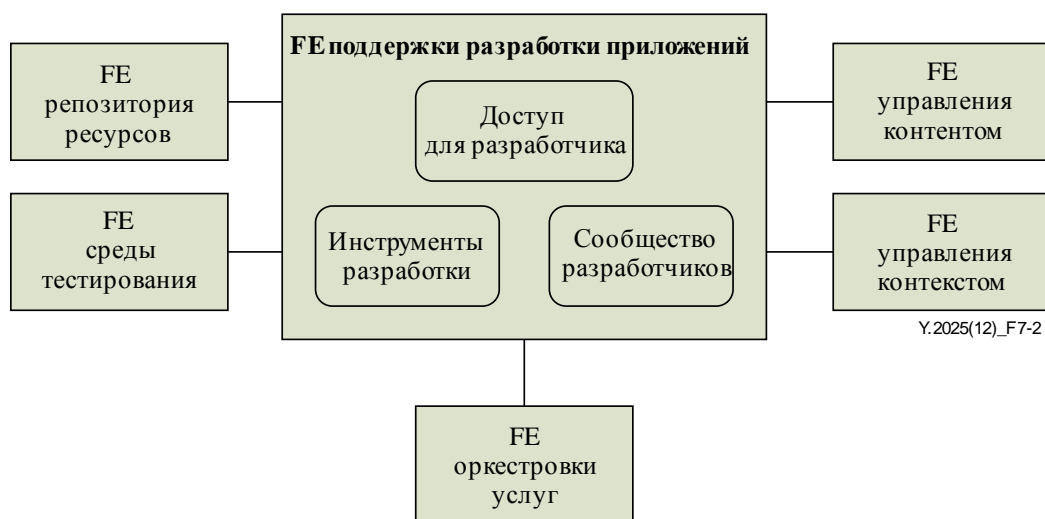 FE поддержки разработки приложений
FE
репозитория
ресурсов
FE
управления
контентом
Доступ
для разработчика
FE
среды
тестирования
Инструменты
разработки
Сообщество
разработчиков
FE
управления
контекстом
Y.2025(12)_F7-2
FE
оркестровки
услуг